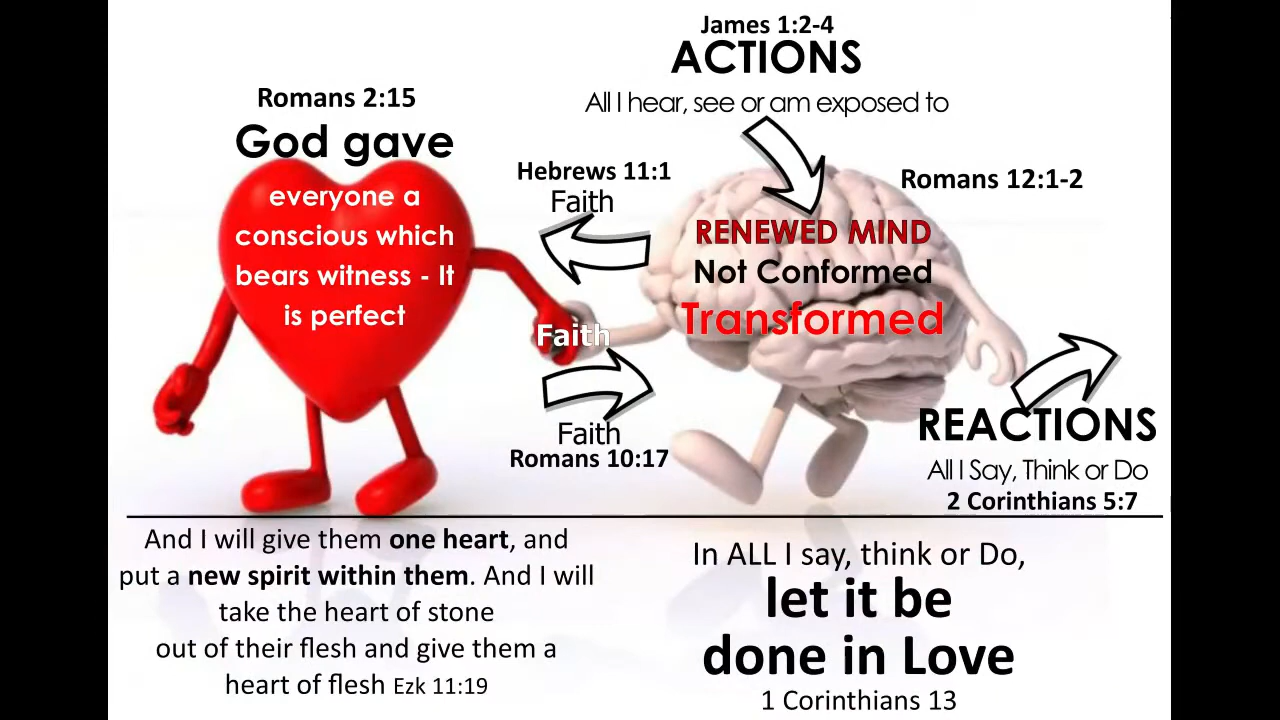 James 1:2-4
ACTIONS
All I hear, see or am exposed to
Romans 2:15
God gave
everyone a
conscious which
bears witness - It
is perfect
Hebrews 11:1
Faith
Romans 12:1-2
RENEWED MIND
Not Conformed
Transformed
Faith
Faith
Romans 10:17
REACTIONS
All I Say, Think or Do
2 Corinthians 5:7
And I will give them one heart, and
put a new spirit within them. And I will
take the heart of stone
out of their flesh and give them a
heart of flesh Ezk 11:19
In ALL I say, think or Do,
let it be
done in Love
1 Corinthians 13